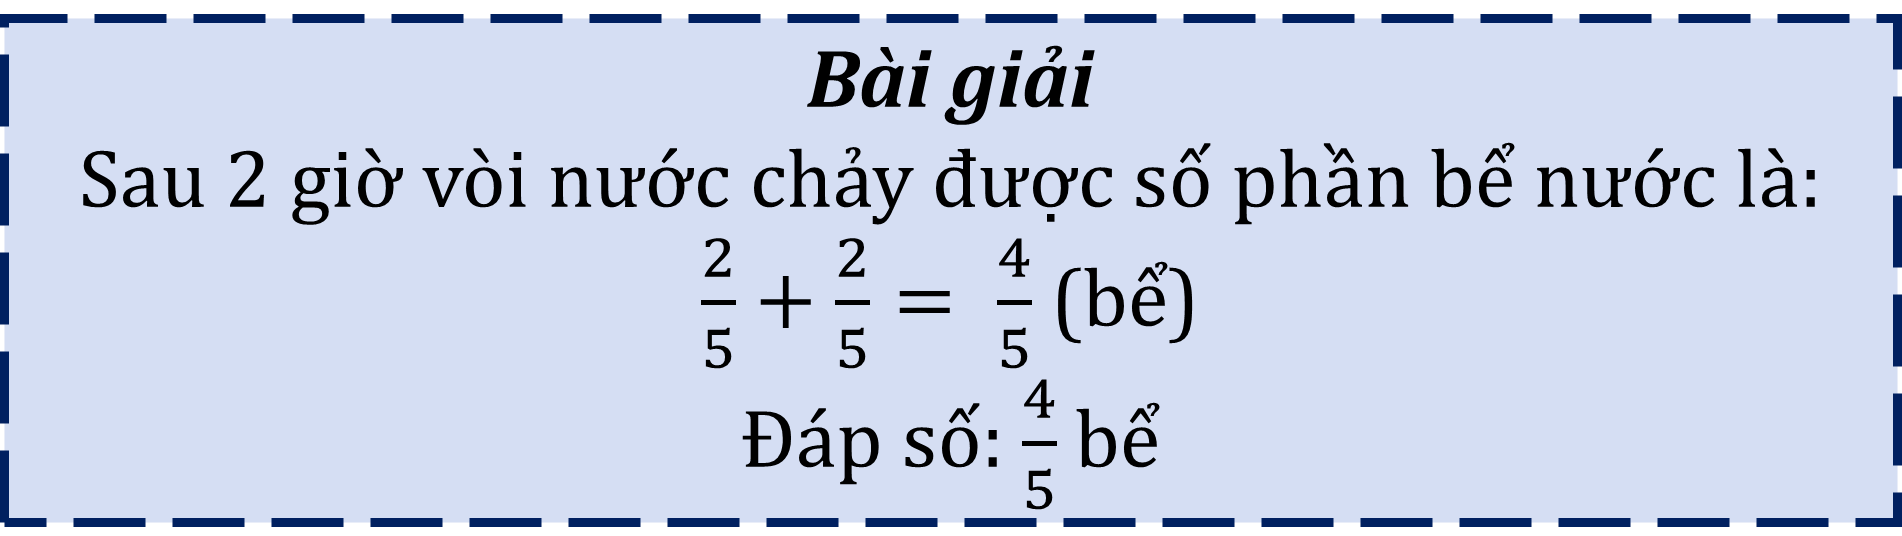 Bài giải
Sau 2 giờ vòi nước chảy được số phần bể nước là:
2/5 + 2/5 = 4/5 (bể)
Đáp số: 4/5 bể